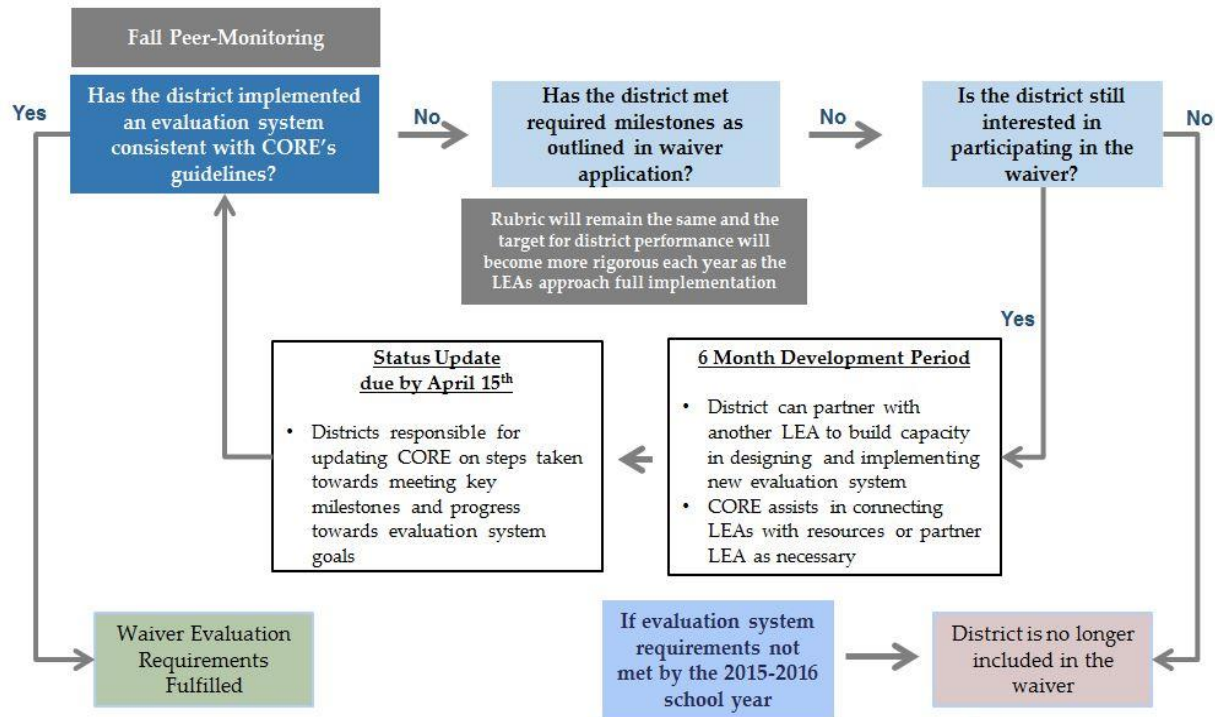 Fall Peer-Monitoring
Yes
Has the district implemented
an evaluation system
consistent with CORE's
guidelines?
No
Has the district met
required milestones as
outlined in waiver
application?
No
Is the district still
interested in
participating in the
waiver?
No
Rubric will remain the same and the
target for district performance will
become more rigorous each year as the
LEAs approach full implementation
Yes
Status Update
due by April 15th
• Districts responsible for
updating CORE on steps taken
towards meeting key
milestones and progress
towards evaluation system
goals
6 Month Development Period
• District can partner with
another LEA to build capacity
in designing and implementing
new evaluation system
• CORE assists in connecting
LEAs with resources or partner
LEA as necessary
Waiver Evaluation
Requirements
Fulfilled
If evaluation system
requirements not
met by the 2015-2016
school year
District is no longer
included in the
waiver